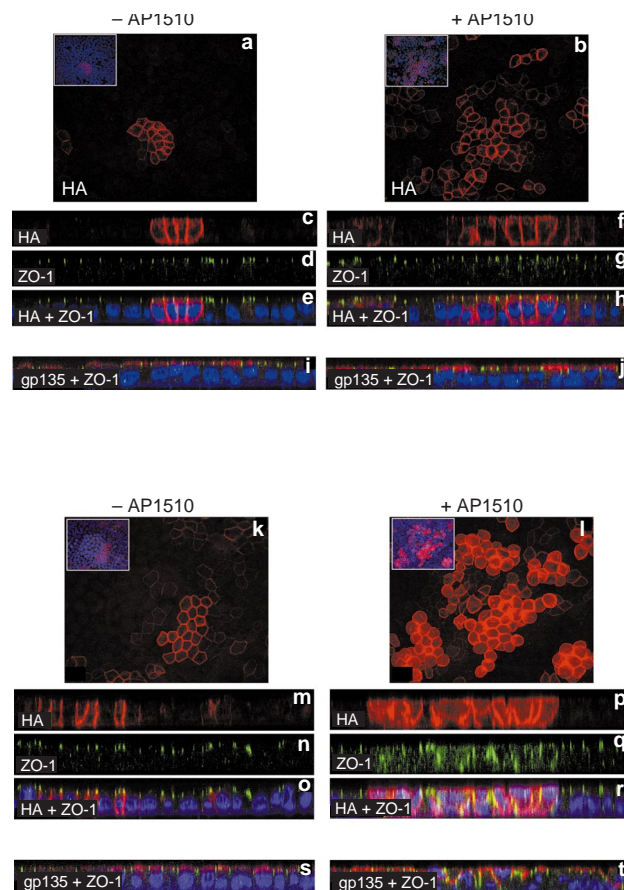 – AP1510
+ AP1510
a
b
HA
HA
c
HA
f
HA
d
ZO-1
g
ZO-1
e
HA + ZO-1
h
HA + ZO-1
i
gp135 + ZO-1
j
gp135 + ZO-1
– AP1510
+ AP1510
k
l
m
HA
p
HA
n
ZO-1
q
ZO-1
o
HA + ZO-1
r
HA + ZO-1
s
gp135 + ZO-1
t
gp135 + ZO-1